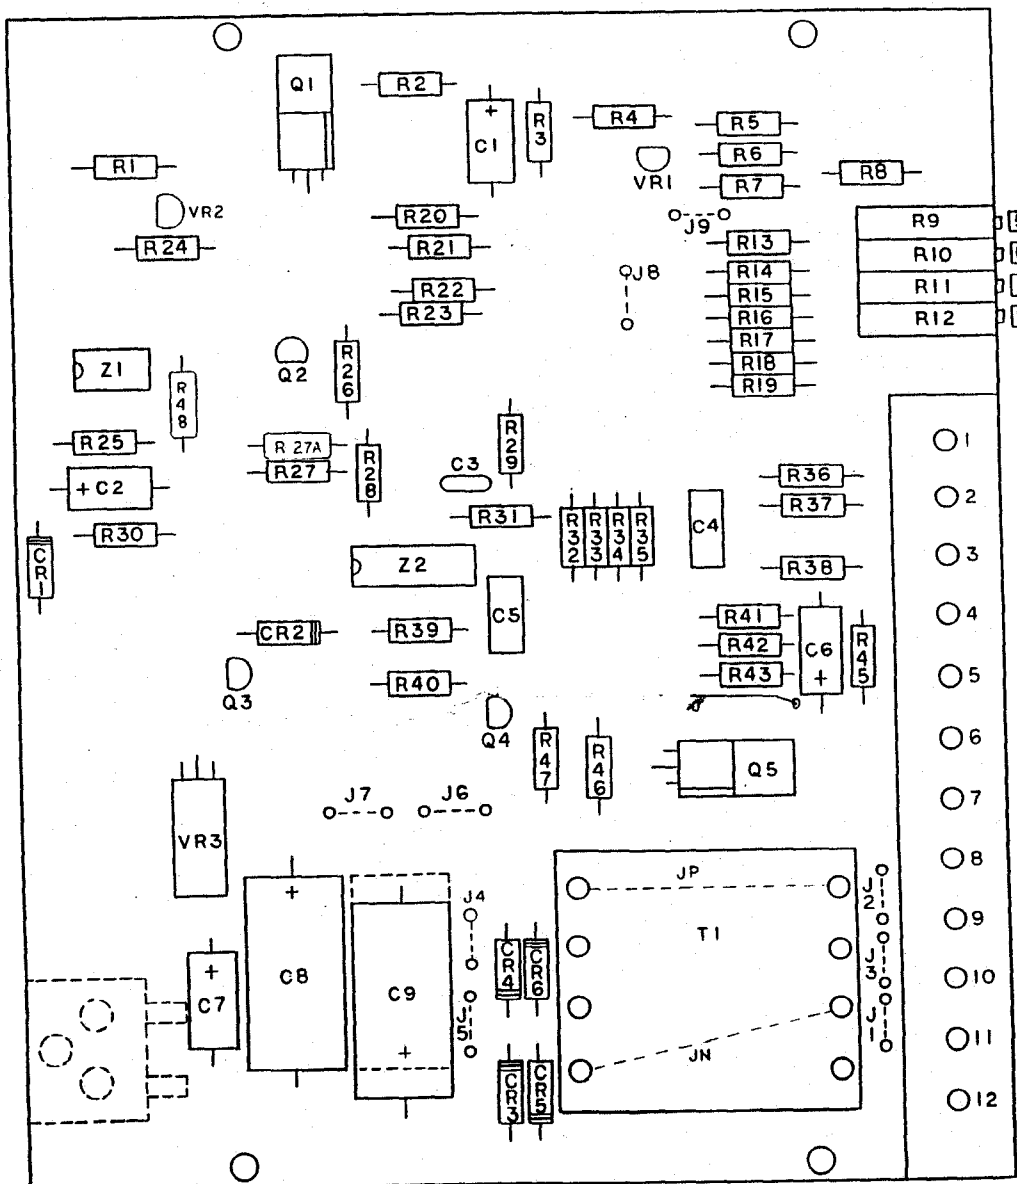 Q1
R2
+
C1
R3
R4
R5
R6
R7
R8
R1
VR1
VR2
R24
R20
R21
R22
R23
J9
J8
R13
R14
R15
R16
R17
R18
R19
R9
R10
R11
R12
Z1
R48
Q2
R26
R25
+ C2
R30
CR1
R 27A
R27
R28
C3
R29
R31
R32
R33
R34
R35
C4
R36
R37
R38
Z2
C5
CR2
R39
R40
Q3
Q4
R41
R42
R43
C6
+
R45
R47
R46
Q5
J7
J6
VR3
+
C8
+
C7
C9
+
J4
J5
CR4
CR6
CR3
CR5
JP
T1
JN
J2
J3
J1
1
2
3
4
5
6
7
8
9
10
11
12